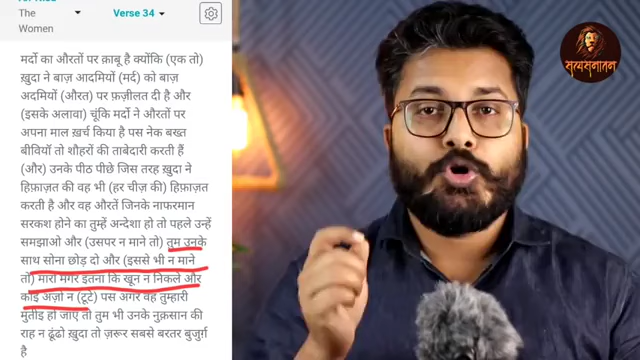 The
Verse 34
Women
मर्दो का औरतों पर क़ाबू है क्योंकि (एक तो)
ख़ुदा ने बाज़ आदमियों (मर्द) को बाज़
अदमियों (औरत) पर फ़ज़ीलत दी है और
(इसके अलावा) चूंकि मर्दो ने औरतों पर
अपना माल ख़र्च किया है पस नेक बख्त
बीवियाँ तो शौहरों की ताबेदारी करती हैं
(और) उनके पीठ पीछे जिस तरह ख़ुदा ने
हिफ़ाज़त की वह भी (हर चीज़ की) हिफ़ाज़त
करती है और वह औरतें जिनके नाफरमान
सरकश होने का तुम्हें अन्देशा हो तो पहले उन्हें
समझाओ और (उसपर न माने तो) तुम उनके
साथ सोना छोड़ दो और (इससे भी न माने
तो) मारो मगर इतना कि खून न निकले और
कोई अज़ो न (टूटे) पस अगर वह तुम्हारी
मुतीइ हो जाएँ तो तुम भी उनके नुक़सान की
राह न ढूंढो ख़ुदा तो ज़रूर सबसे बरतर बुजुर्ग़
है
सत्यसनातन